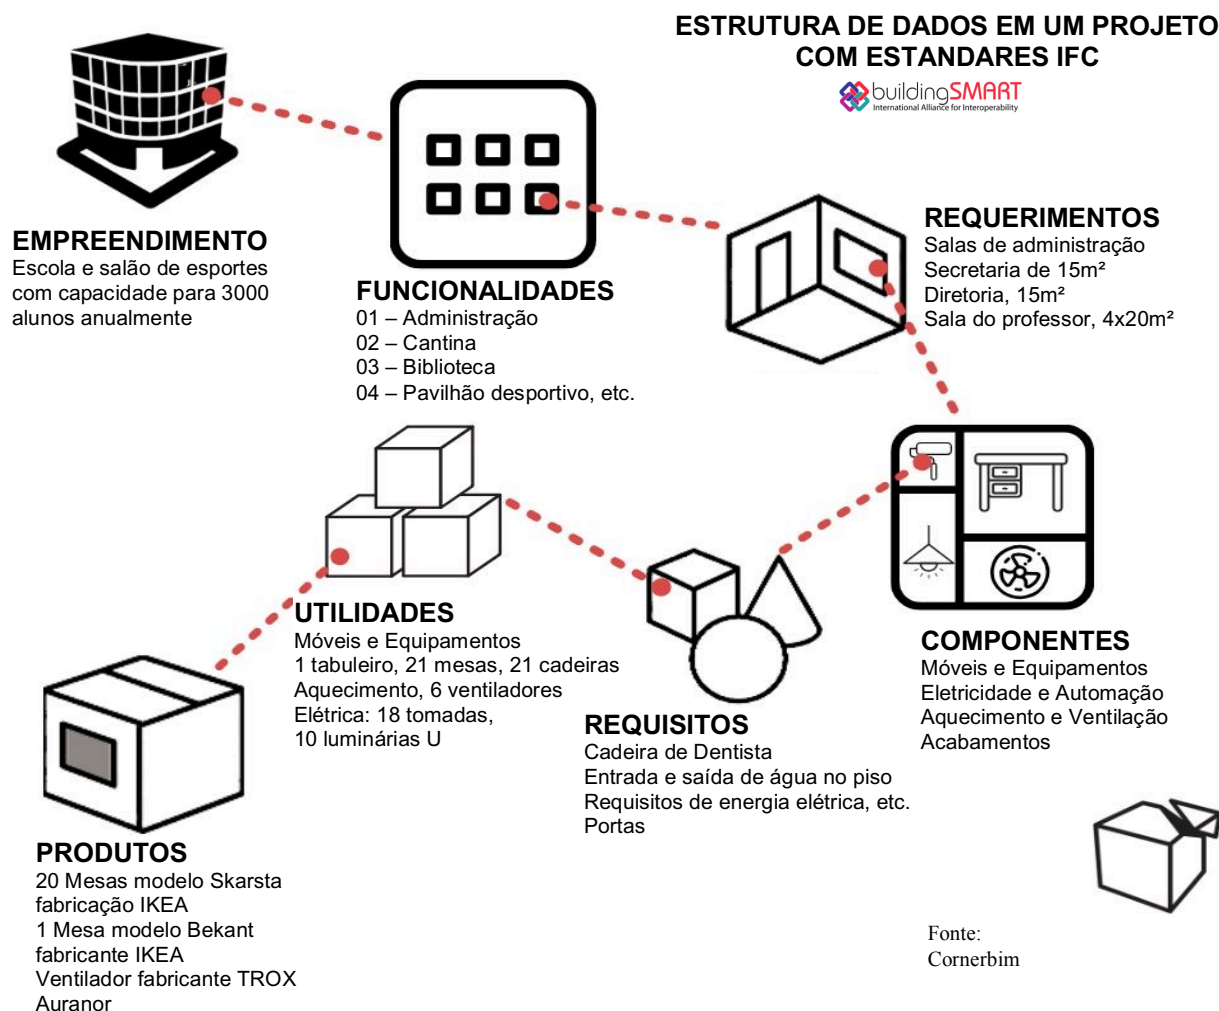 ESTRUTURA DE DADOS EM UM PROJETO
COM ESTANDARES IFC
buildingSMART
International Alliance for Interoperability
EMPREENDIMENTO
Escola e salão de esportes
com capacidade para 3000
alunos anualmente
FUNCIONALIDADES
01 – Administração
02 – Cantina
03 – Biblioteca
04 – Pavilhão desportivo, etc.
REQUERIMENTOS
Salas de administração
Secretaria de 15m²
Diretoria, 15m²
Sala do professor, 4x20m²
COMPONENTES
Móveis e Equipamentos
Eletricidade e Automação
Aquecimento e Ventilação
Acabamentos
REQUISITOS
Cadeira de Dentista
Entrada e saída de água no piso
Requisitos de energia elétrica, etc.
Portas
UTILIDADES
Móveis e Equipamentos
1 tabuleiro, 21 mesas, 21 cadeiras
Aquecimento, 6 ventiladores
Elétrica: 18 tomadas,
10 luminárias U
PRODUTOS
20 Mesas modelo Skarsta
fabricação IKEA
1 Mesa modelo Bekant
fabricante IKEA
Ventilador fabricante TROX
Auranor
Fonte:
Cornerbim